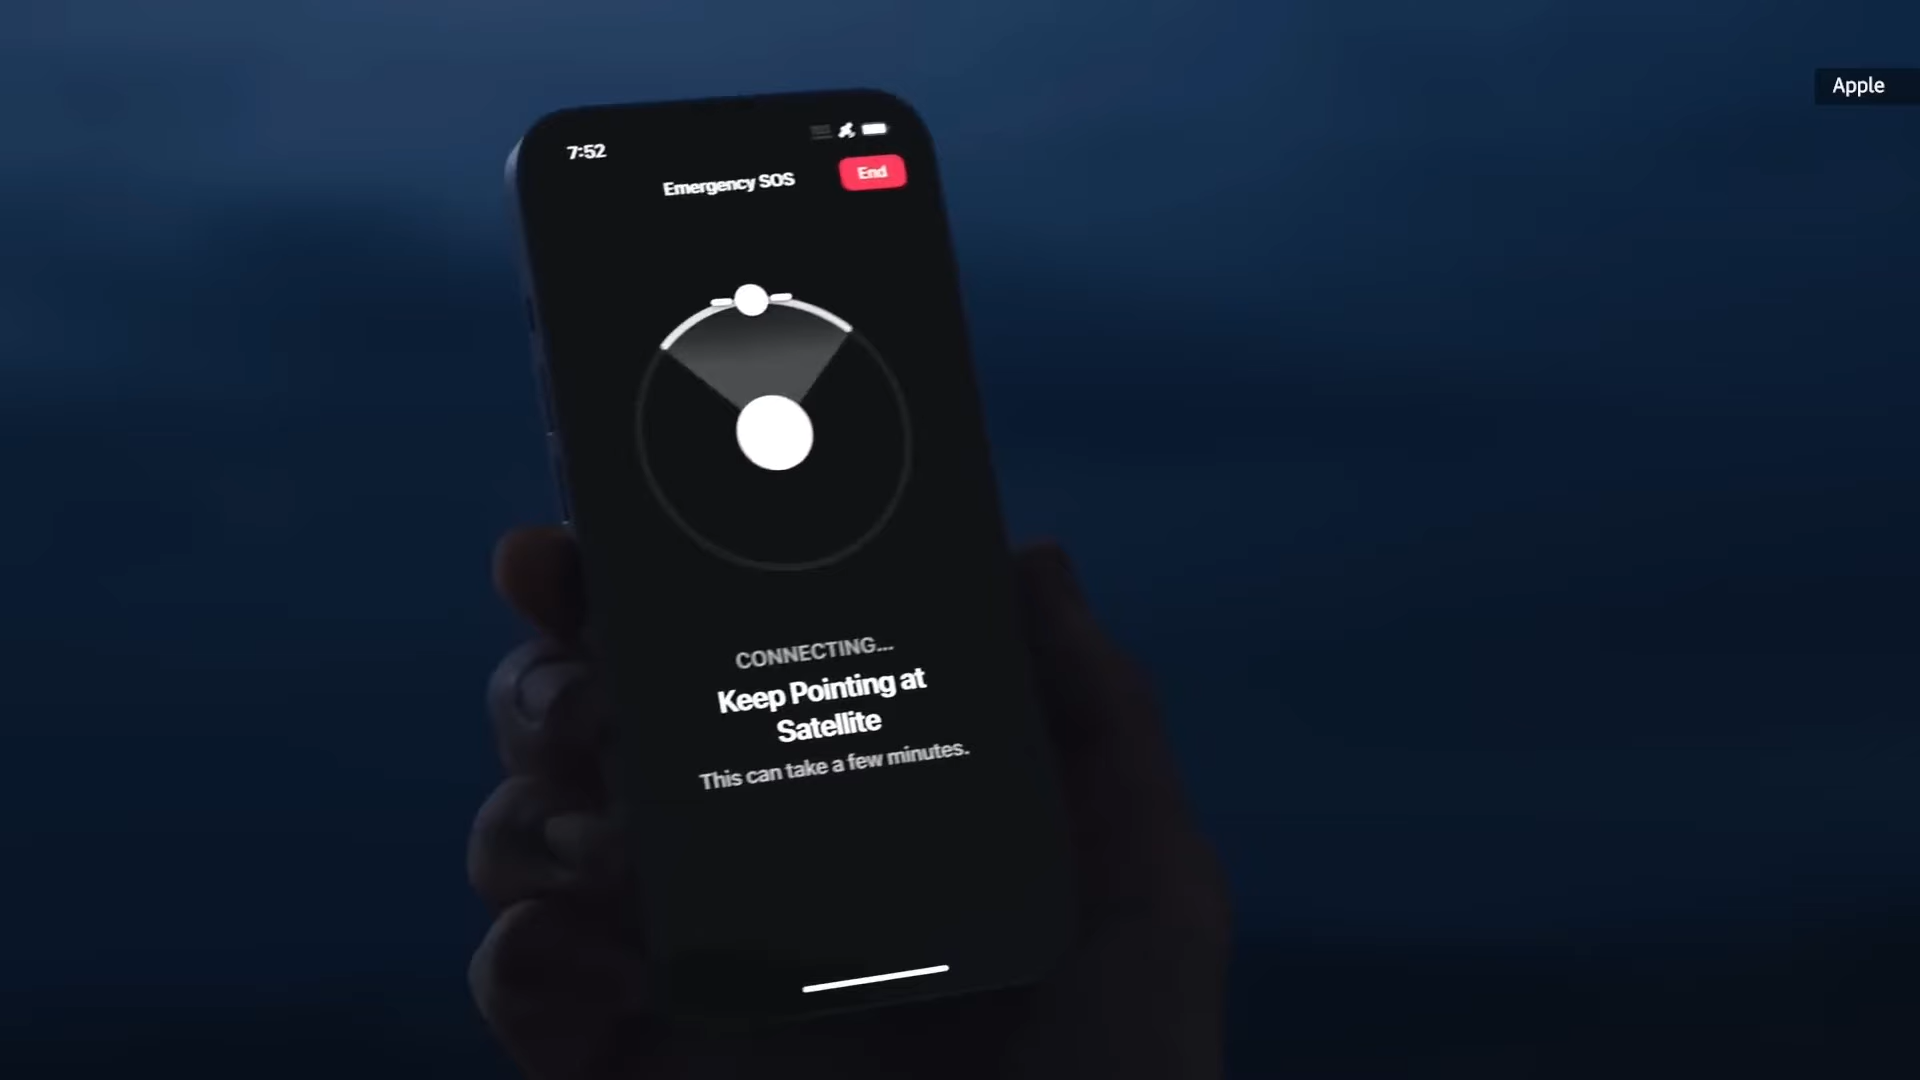 Apple
7:52
Emergency SOS
End
CONNECTING...
Keep Pointing at
Satellite
This can take a few minutes.